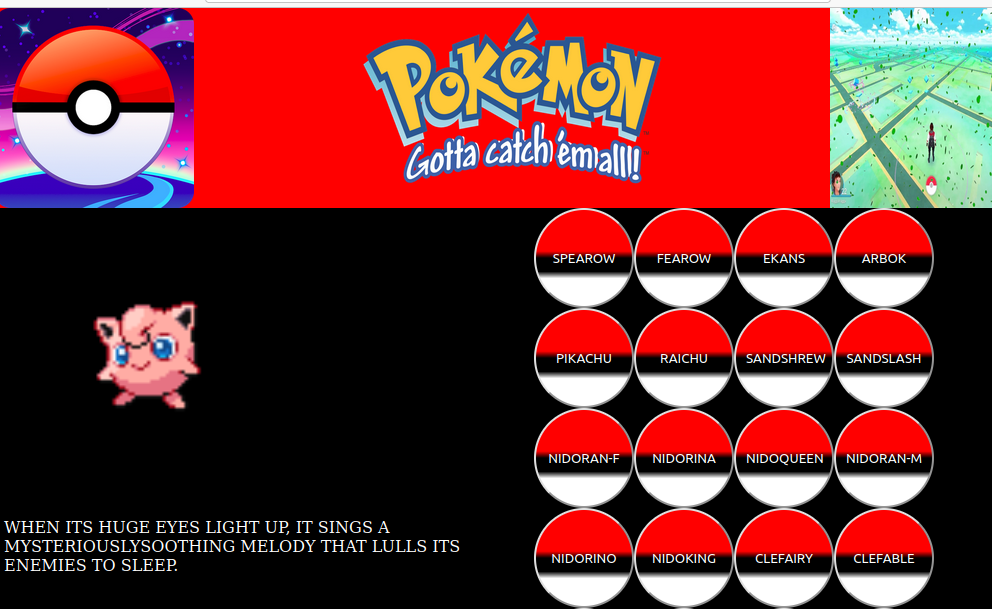 POKéMON
Gotta catch 'em all!
SPEAROW FEAROW EKANS ARBOK
PIKACHU RAICHU SANDSHREW SANDSLASH
NIDORAN-F NIDORINA NIDOQUEEN NIDORAN-M
WHEN ITS HUGE EYES LIGHT UP, IT SINGS A
MYSTERIOUSLYSOOTHING MELODY THAT LULLS ITS
ENEMIES TO SLEEP.
NIDORINO NIDOKING CLEFAIRY CLEFABLE